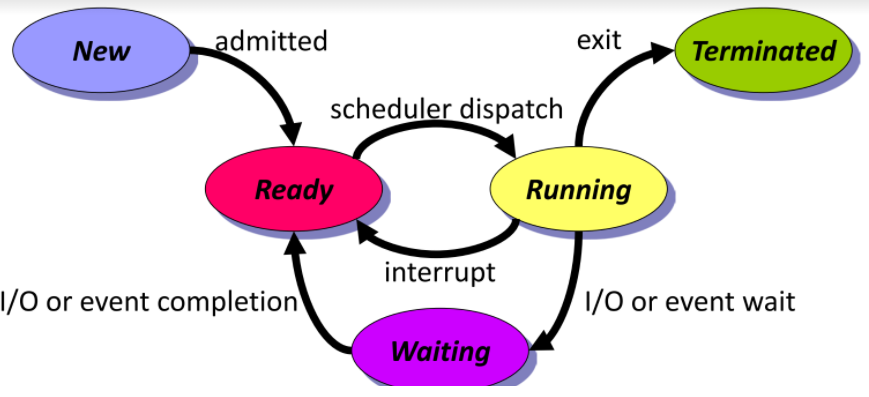 New
admitted
exit
Terminated
scheduler dispatch
Ready
Running
interrupt
I/O or event completion
I/O or event wait
Waiting